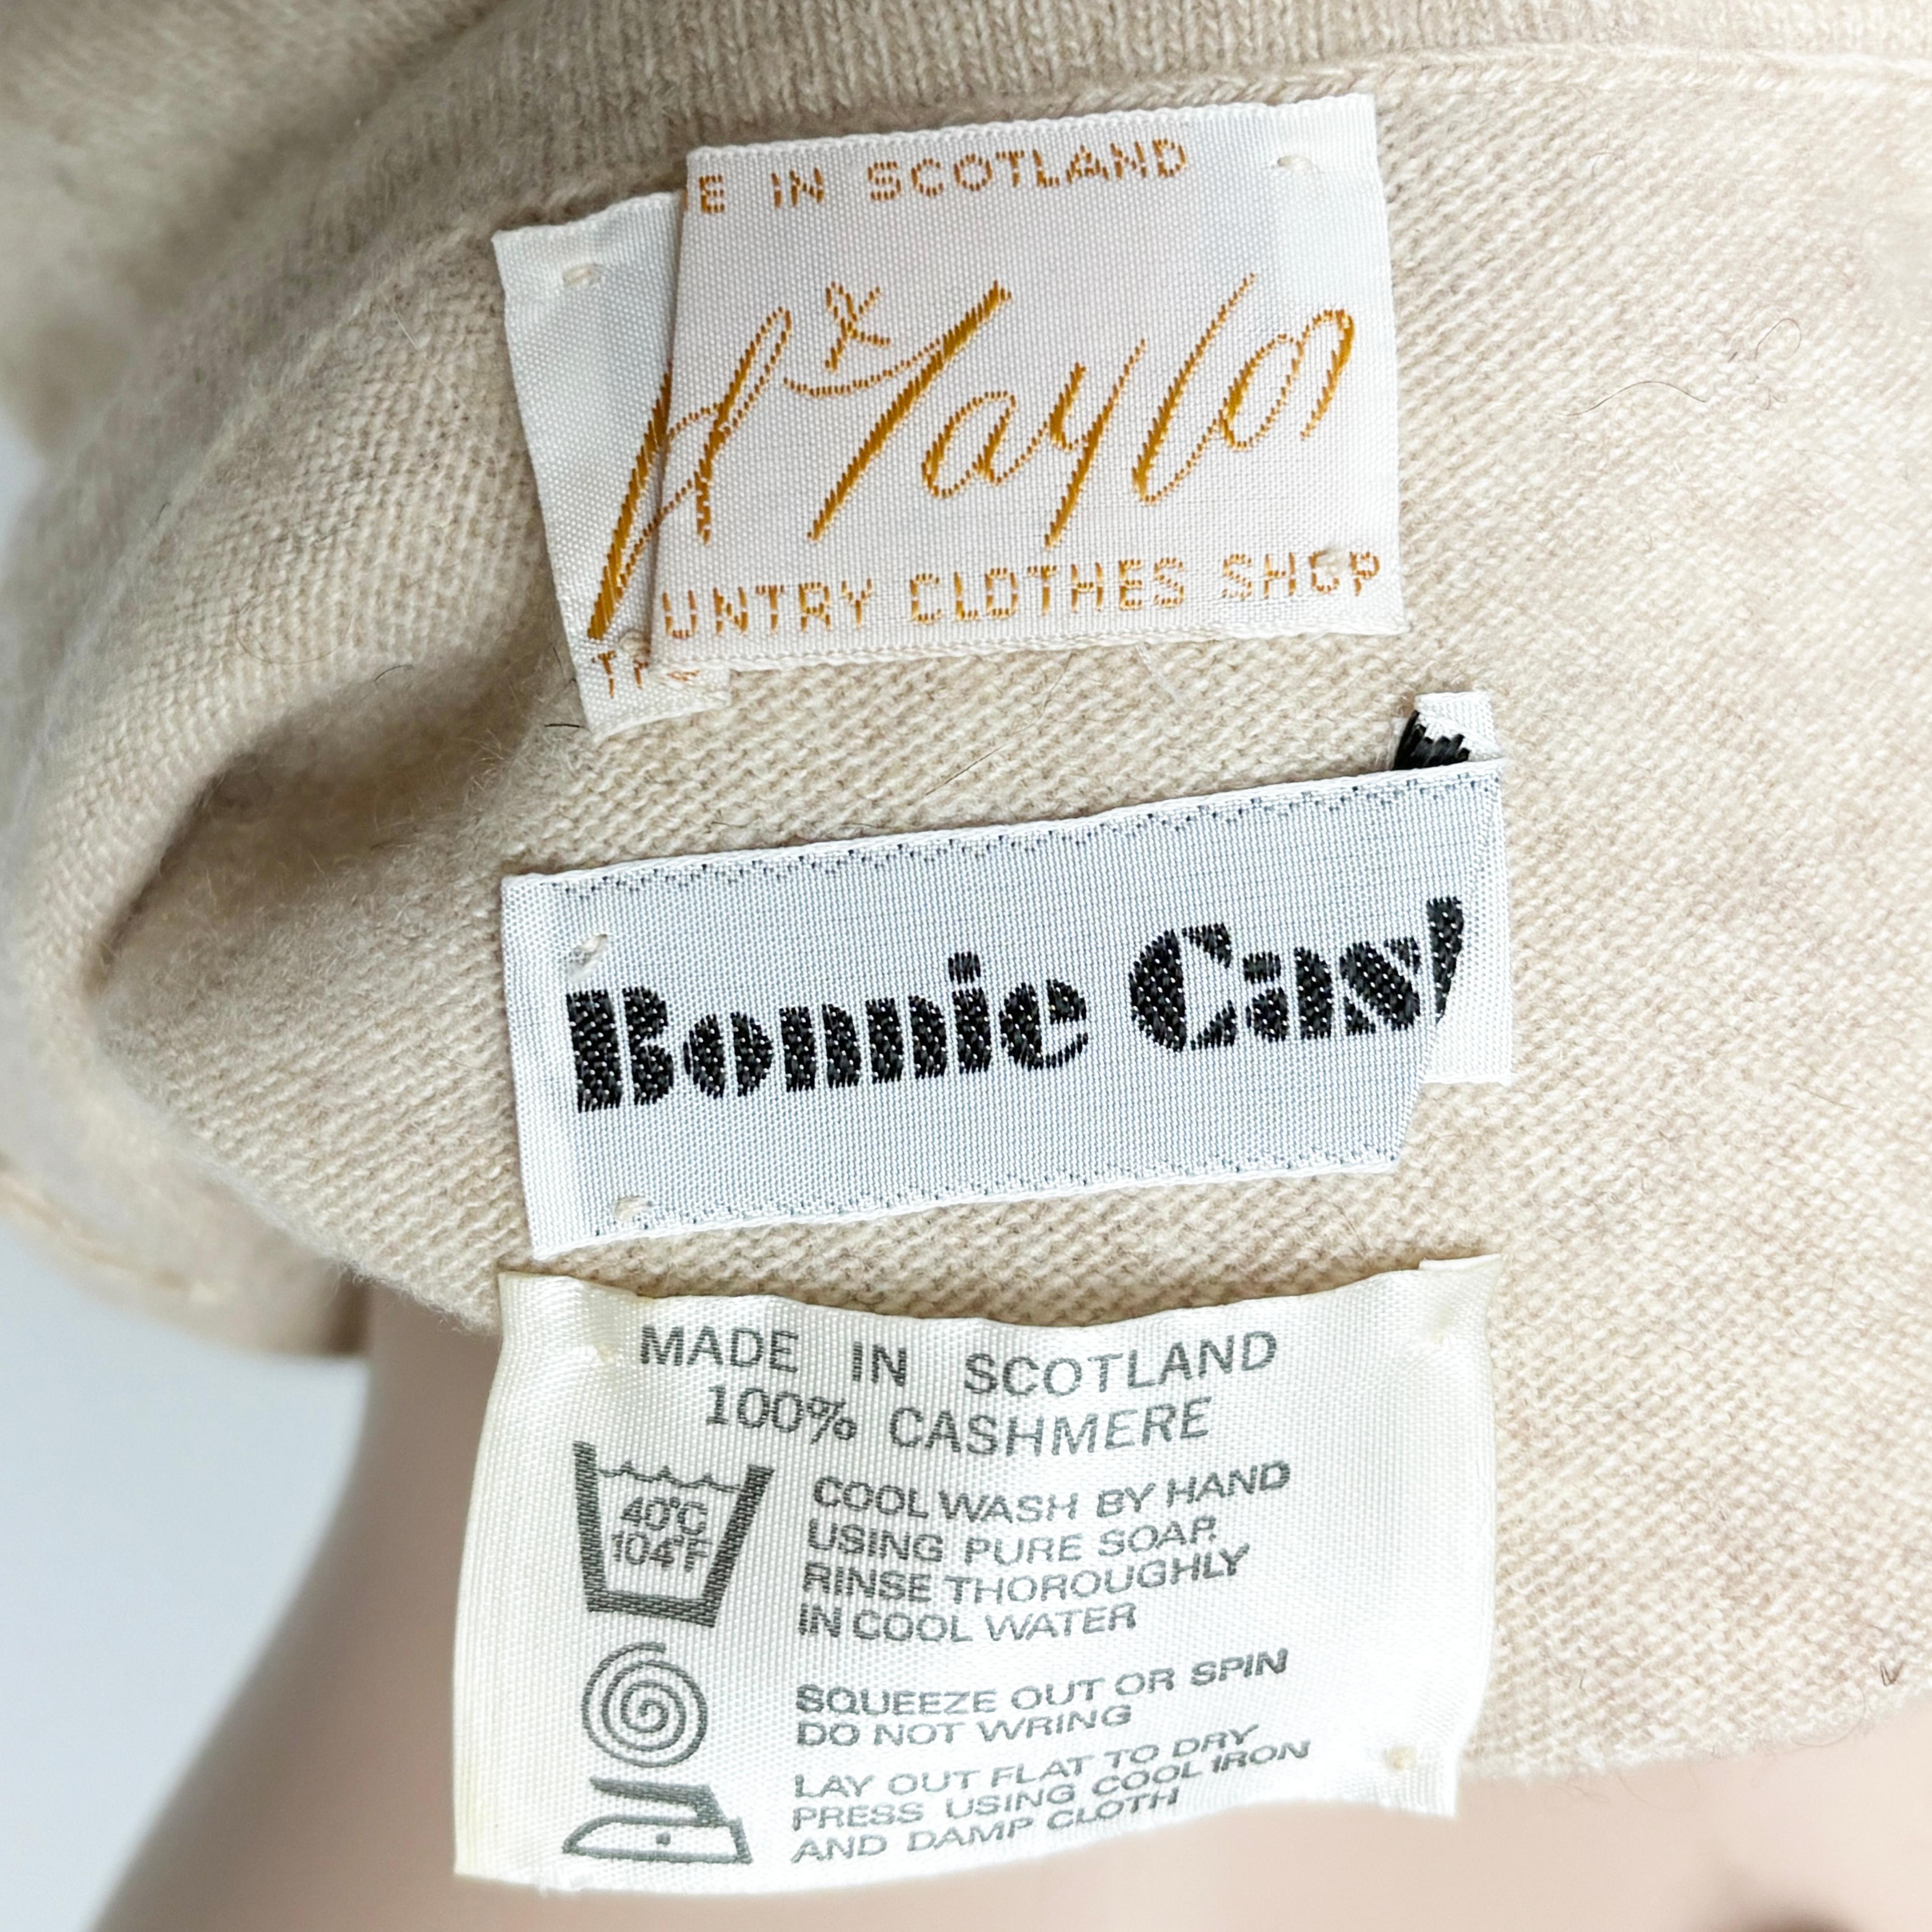 E IN SCOTLAND
d & Taylor
UNTRY CLOTHES SHOP
Bonnie Cas
MADE IN SCOTLAND
100% CASHMERE
40°C
104°F
COOL WASH BY HAND
USING PURE SOAP.
RINSE THOROUGHLY
IN COOL WATER
SQUEEZE OUT OR SPIN
DO NOT WRING
LAY OUT FLAT TO DRY
PRESS USING COOL IRON
AND DAMP CLOTH